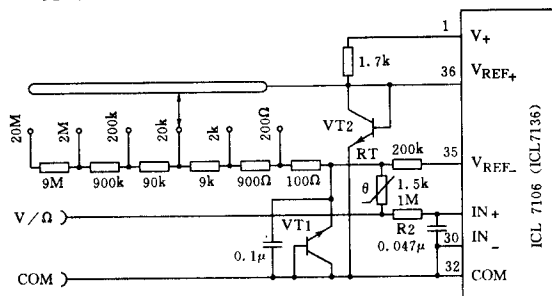 1 V+
1.7k
36 VREF+
20M 2M 200k 20k 2k 200Ω
VT2
RT 200k 35 VREF-
9M 900k 90k 9k 900Ω 100Ω
θ 1.5k
1M
V/Ω IN+
VT1 R2 30 IN-
0.1μ 0.047μ
32
COM COM
ICL 7106 (ICL7136)